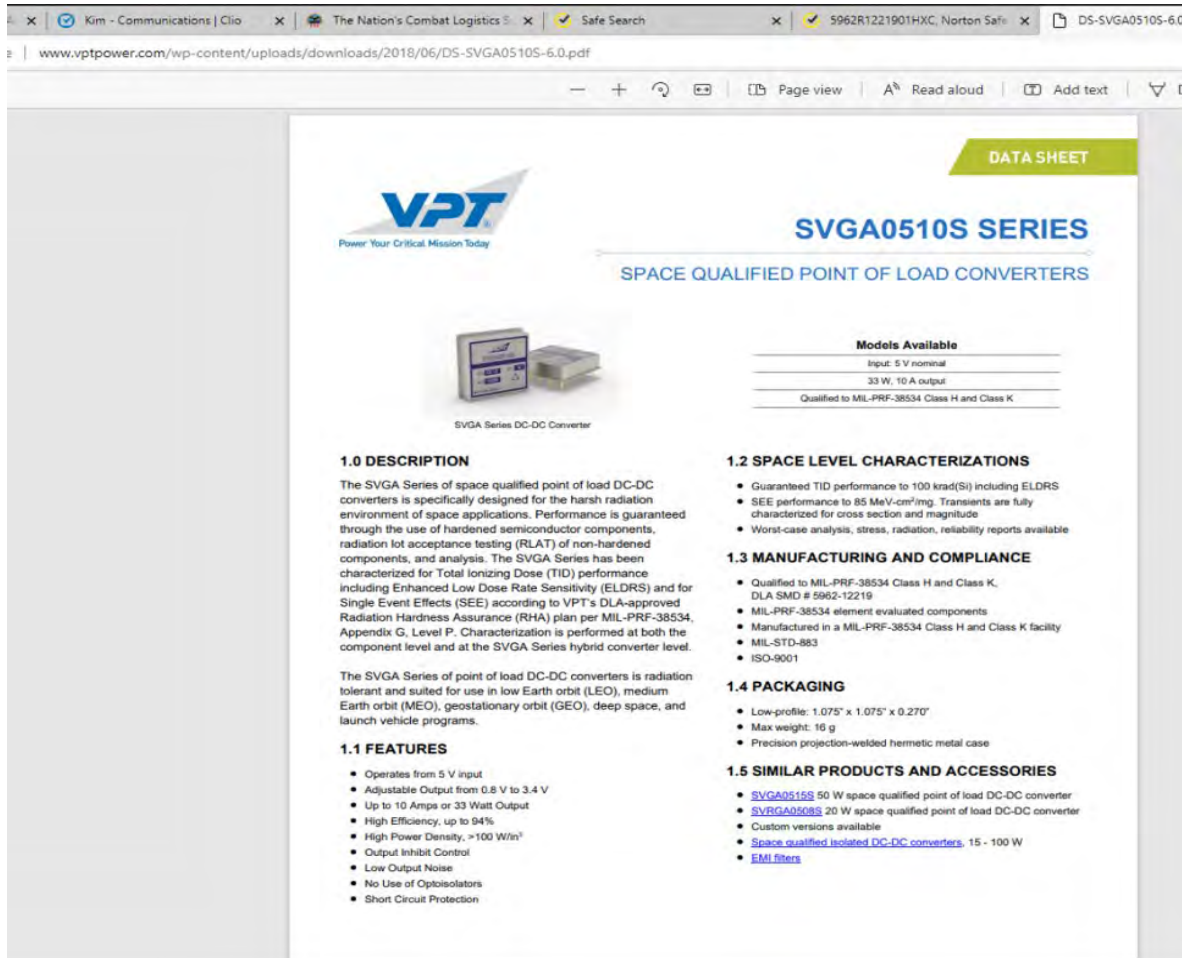 Kim - Communications | Clio
The Nation's Combat Logistics S
Safe Search
5962R1221901HXC, Norton Safe
DS-SVGA0510S-6.0
www.vptpower.com/wp-content/uploads/downloads/2018/06/DS-SVGA0510S-6.0.pdf
Page view
Read aloud
Add text
DATA SHEET
VPT
Power Your Critical Mission Today
SVGA0510S SERIES
SPACE QUALIFIED POINT OF LOAD CONVERTERS
SVGA Series DC-DC Converter
Models Available
Input: 5 V nominal
33 W, 10 A output
Qualified to MIL-PRF-38534 Class H and Class K
1.0 DESCRIPTION
The SVGA Series of space qualified point of load DC-DC
converters is specifically designed for the harsh radiation
environment of space applications. Performance is guaranteed
through the use of hardened semiconductor components,
radiation lot acceptance testing (RLAT) of non-hardened
components, and analysis. The SVGA Series has been
characterized for Total Ionizing Dose (TID) performance
including Enhanced Low Dose Rate Sensitivity (ELDRS) and for
Single Event Effects (SEE) according to VPT's DLA-approved
Radiation Hardness Assurance (RHA) plan per MIL-PRF-38534,
Appendix G, Level P. Characterization is performed at both the
component level and at the SVGA Series hybrid converter level.
The SVGA Series of point of load DC-DC converters is radiation
tolerant and suited for use in low Earth orbit (LEO), medium
Earth orbit (MEO), geostationary orbit (GEO), deep space, and
launch vehicle programs.
1.1 FEATURES
• Operates from 5 V input
• Adjustable Output from 0.8 V to 3.4 V
• Up to 10 Amps or 33 Watt Output
• High Efficiency, up to 94%
• High Power Density, >100 W/in³
• Output Inhibit Control
• Low Output Noise
• No Use of Optoisolators
• Short Circuit Protection
1.2 SPACE LEVEL CHARACTERIZATIONS
• Guaranteed TID performance to 100 krad(Si) including ELDRS
• SEE performance to 85 MeV-cm²/mg. Transients are fully
characterized for cross section and magnitude
• Worst-case analysis, stress, radiation, reliability reports available
1.3 MANUFACTURING AND COMPLIANCE
• Qualified to MIL-PRF-38534 Class H and Class K,
DLA SMD # 5962-12219
• MIL-PRF-38534 element evaluated components
• Manufactured in a MIL-PRF-38534 Class H and Class K facility
• MIL-STD-883
• ISO-9001
1.4 PACKAGING
• Low-profile: 1.075" x 1.075" x 0.270"
• Max weight: 16 g
• Precision projection-welded hermetic metal case
1.5 SIMILAR PRODUCTS AND ACCESSORIES
• SVGA0515S 50 W space qualified point of load DC-DC converter
• SVRGA0508S 20 W space qualified point of load DC-DC converter
• Custom versions available
• Space qualified isolated DC-DC converters, 15 - 100 W
• EMI filters